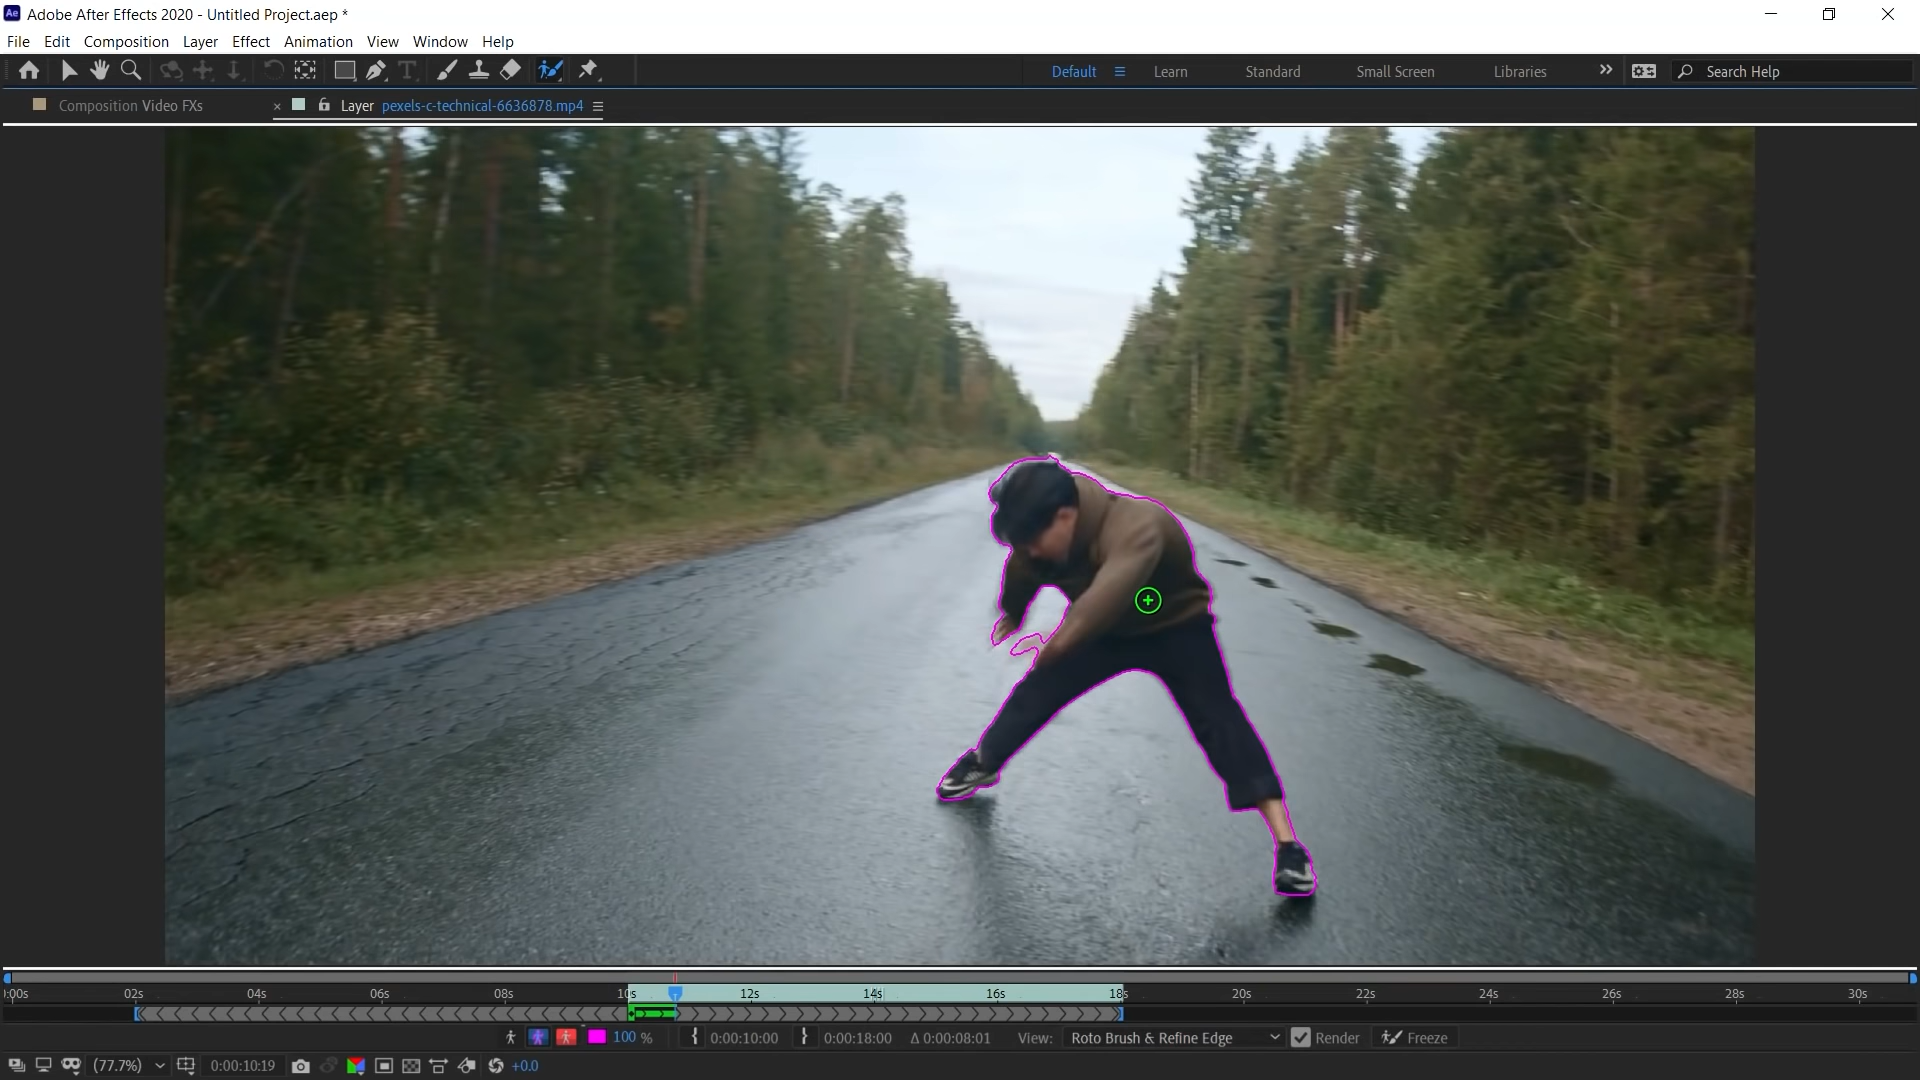 Ae Adobe After Effects 2020 - Untitled Project.aep *
File Edit Composition Layer Effect Animation View Window Help
Default Learn Standard Small Screen Libraries Search Help
Composition Video FXs × Layer pexels-c-technical-6636878.mp4
):00s 02s 04s 06s 08s 10s 12s 14s 16s 18s 20s 22s 24s 26s 28s 30s
100 % 0:00:10:00 0:00:18:00 Δ 0:00:08:01 View: Roto Brush & Refine Edge Render Freeze
(77.7%) 0:00:10:19 +0.0